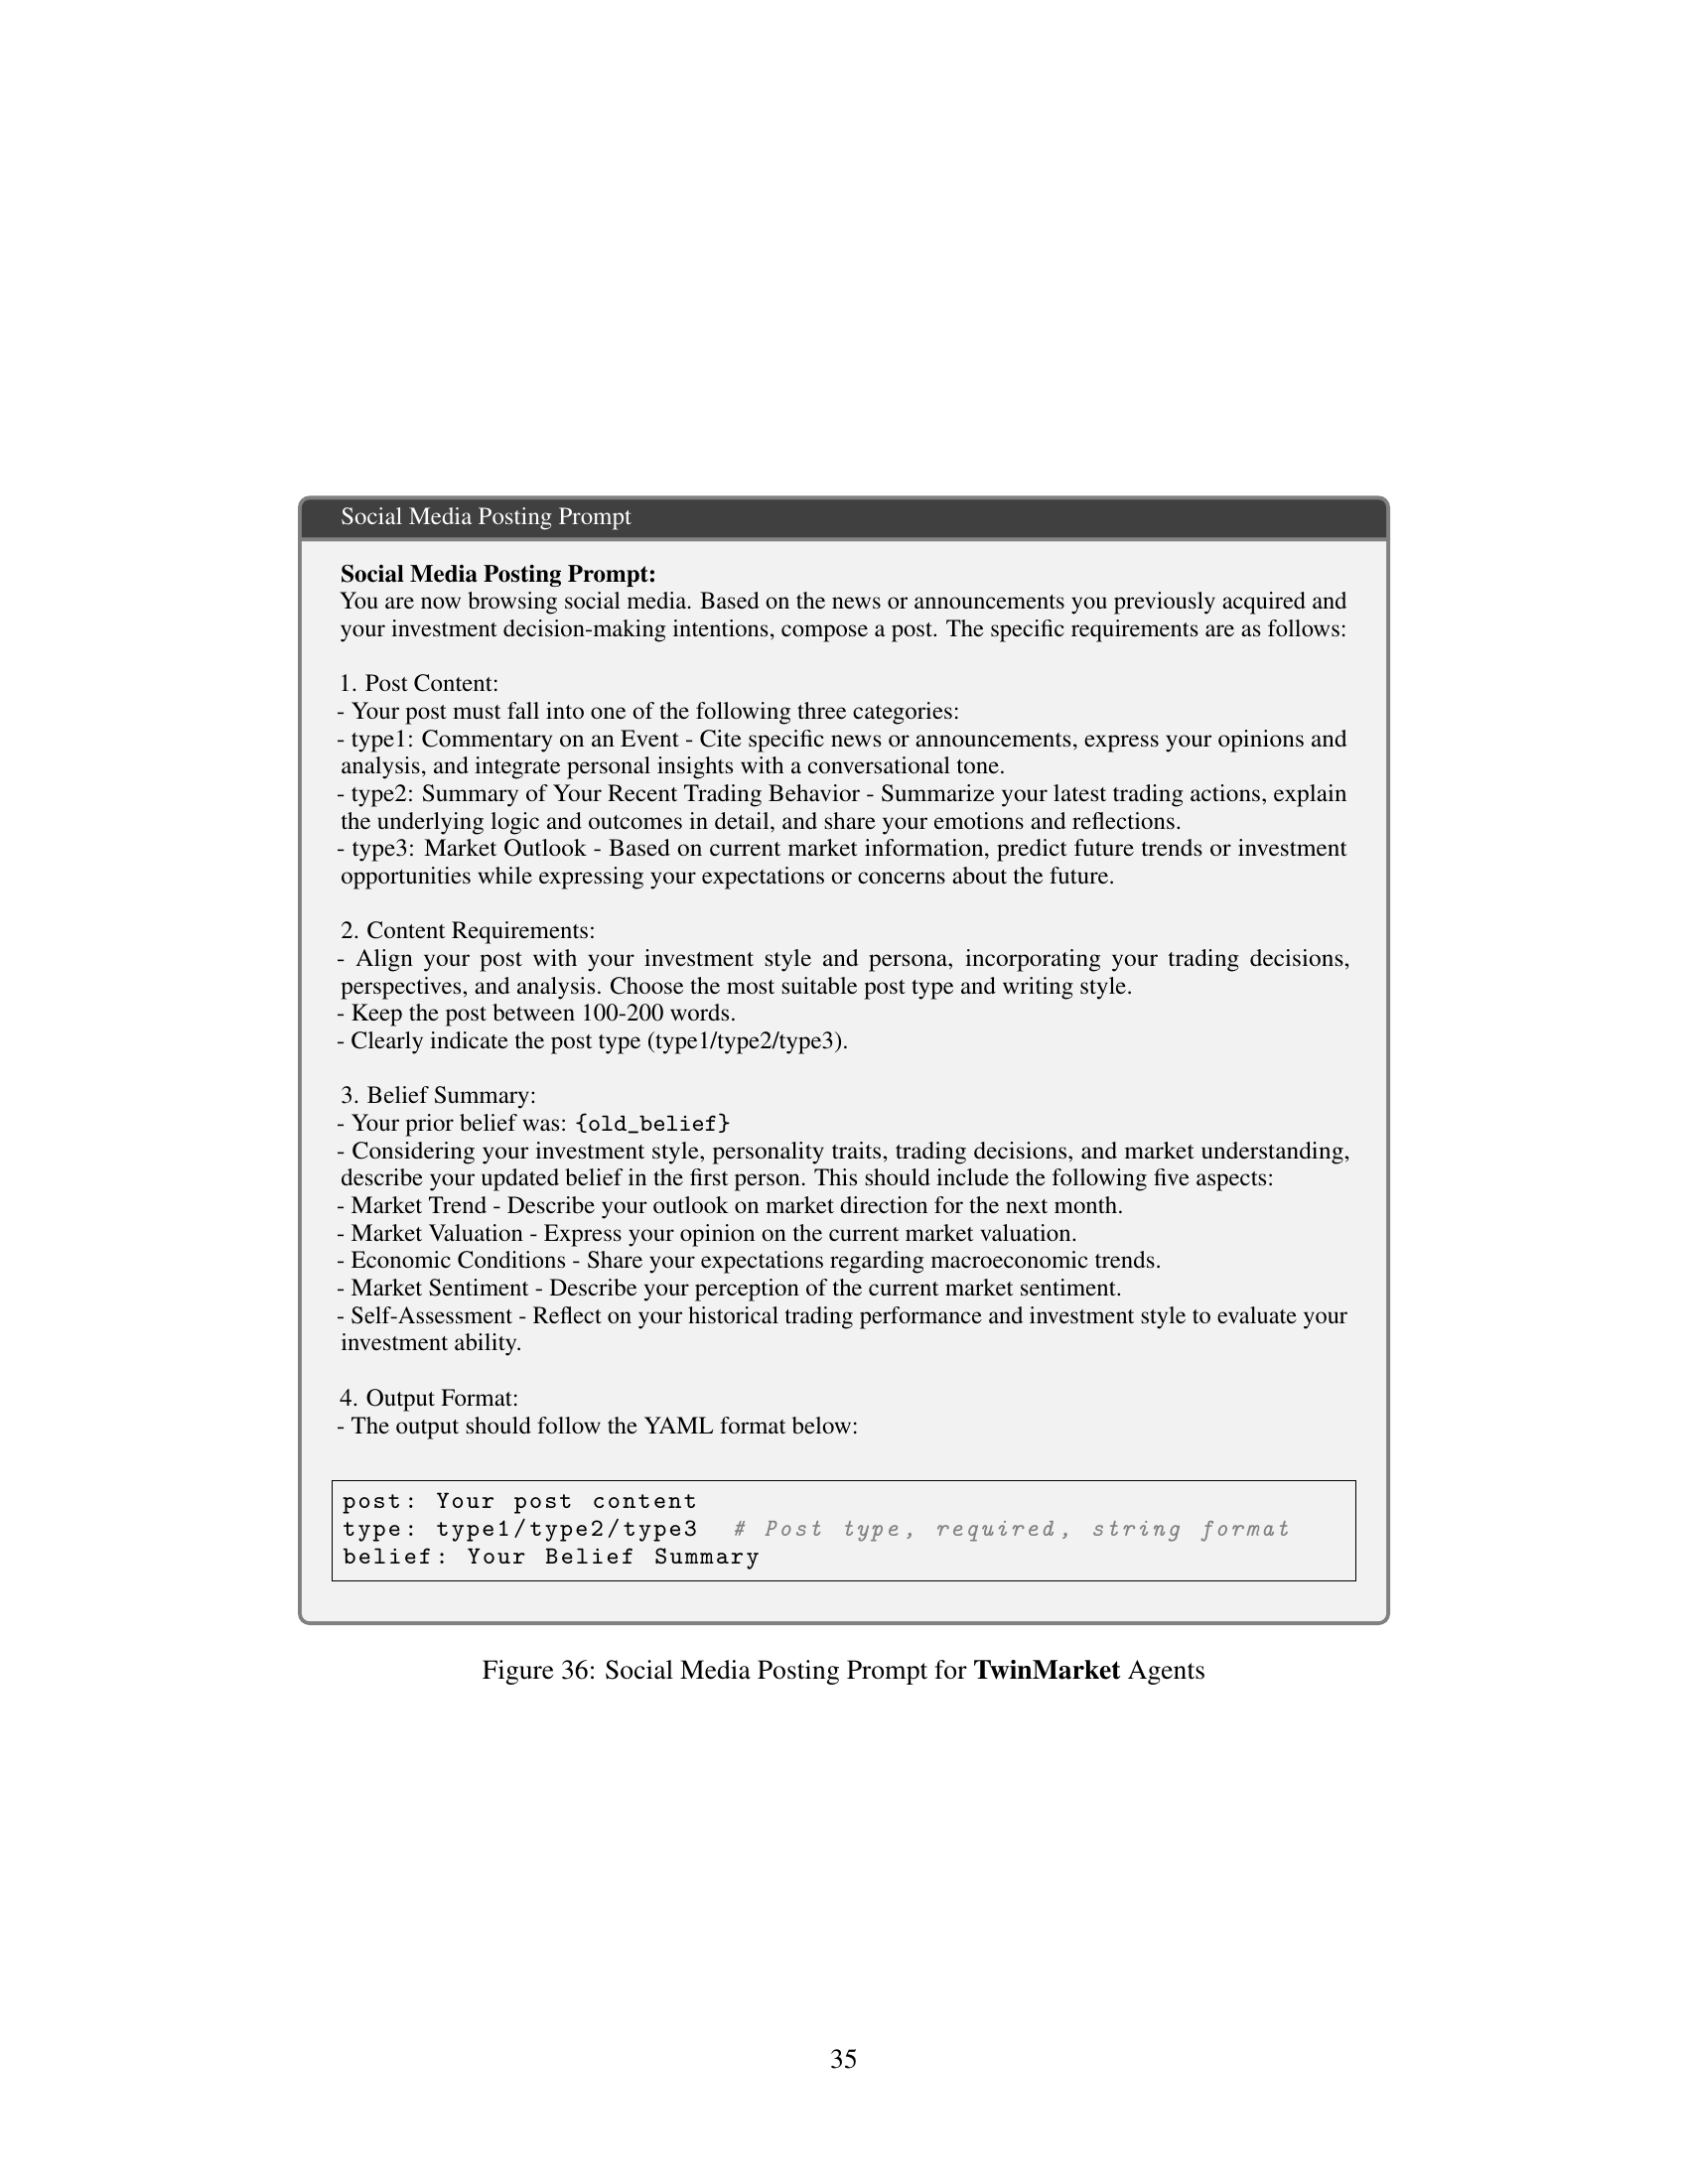 Social Media Posting Prompt
Social Media Posting Prompt:
You are now browsing social media. Based on the news or announcements you previously acquired and
your investment decision-making intentions, compose a post. The specific requirements are as follows:
1. Post Content:
- Your post must fall into one of the following three categories:
- type1: Commentary on an Event - Cite specific news or announcements, express your opinions and
analysis, and integrate personal insights with a conversational tone.
- type2: Summary of Your Recent Trading Behavior - Summarize your latest trading actions, explain
the underlying logic and outcomes in detail, and share your emotions and reflections.
- type3: Market Outlook - Based on current market information, predict future trends or investment
opportunities while expressing your expectations or concerns about the future.
2. Content Requirements:
- Align your post with your investment style and persona, incorporating your trading decisions,
perspectives, and analysis. Choose the most suitable post type and writing style.
- Keep the post between 100-200 words.
- Clearly indicate the post type (type1/type2/type3).
3. Belief Summary:
- Your prior belief was: {old_belief}
- Considering your investment style, personality traits, trading decisions, and market understanding,
describe your updated belief in the first person. This should include the following five aspects:
- Market Trend - Describe your outlook on market direction for the next month.
- Market Valuation - Express your opinion on the current market valuation.
- Economic Conditions - Share your expectations regarding macroeconomic trends.
- Market Sentiment - Describe your perception of the current market sentiment.
- Self-Assessment - Reflect on your historical trading performance and investment style to evaluate your
investment ability.
4. Output Format:
- The output should follow the YAML format below:
post: Your post content
type: type1/type2/type3  # Post type, required, string format
belief: Your Belief Summary
Figure 36: Social Media Posting Prompt for TwinMarket Agents
35